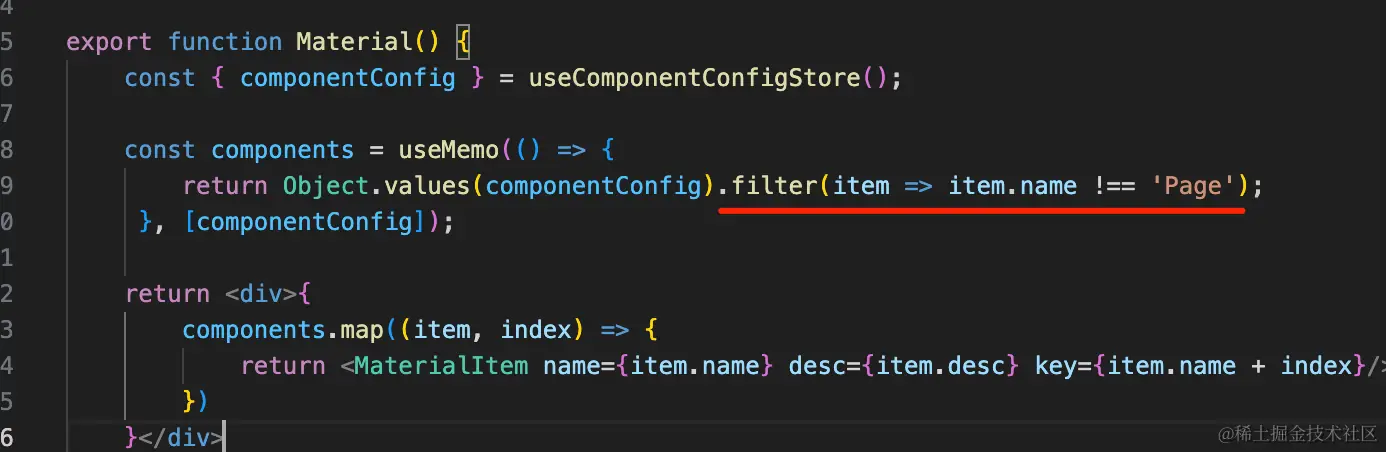 4
5 export function Material() {
6 const { componentConfig } = useComponentConfigStore();
7
8 const components = useMemo(() => {
9 return Object.values(componentConfig).filter(item => item.name !== 'Page');
0 }, [componentConfig]);
1
2 return <div>{
3 components.map((item, index) => {
4 return <MaterialItem name={item.name} desc={item.desc} key={item.name + index}/>
5 })
6 }</div>
@稀土掘金技术社区